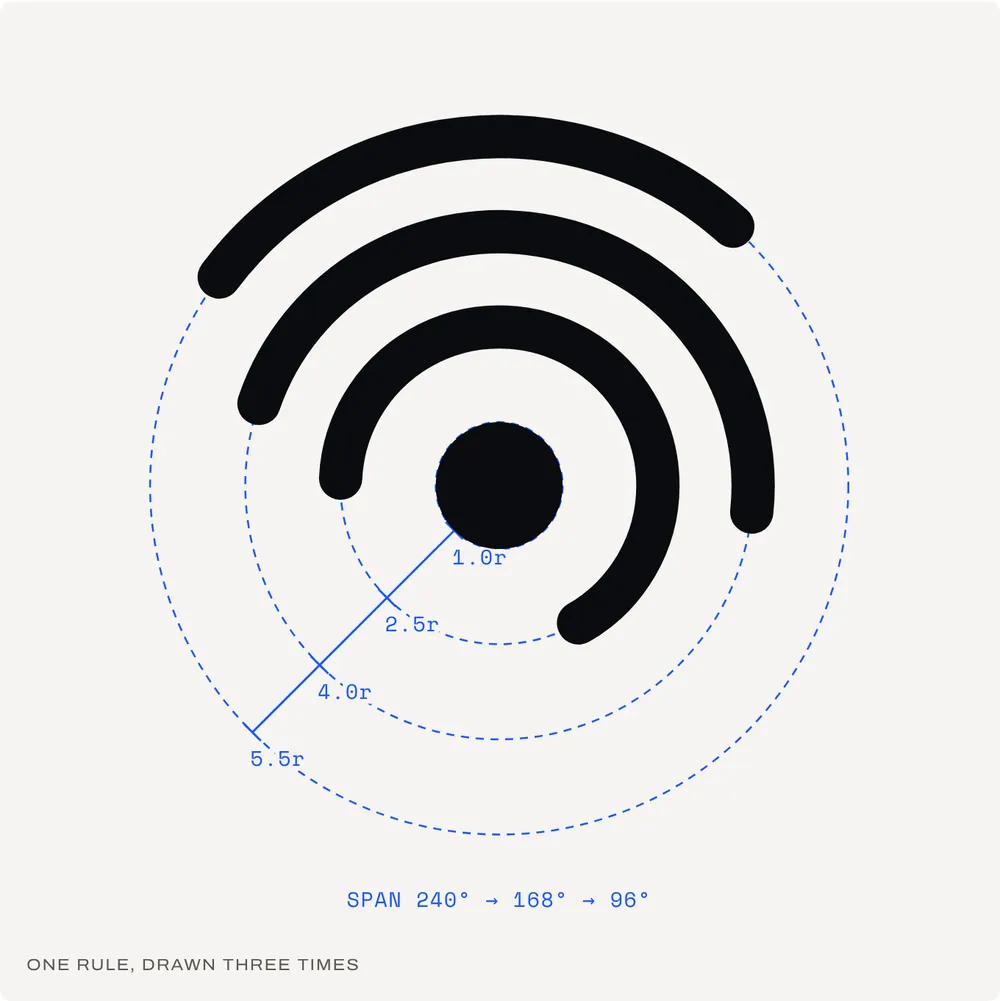 1.0r
2.5r
4.0r
5.5r
SPAN 240° → 168° → 96°
ONE RULE, DRAWN THREE TIMES